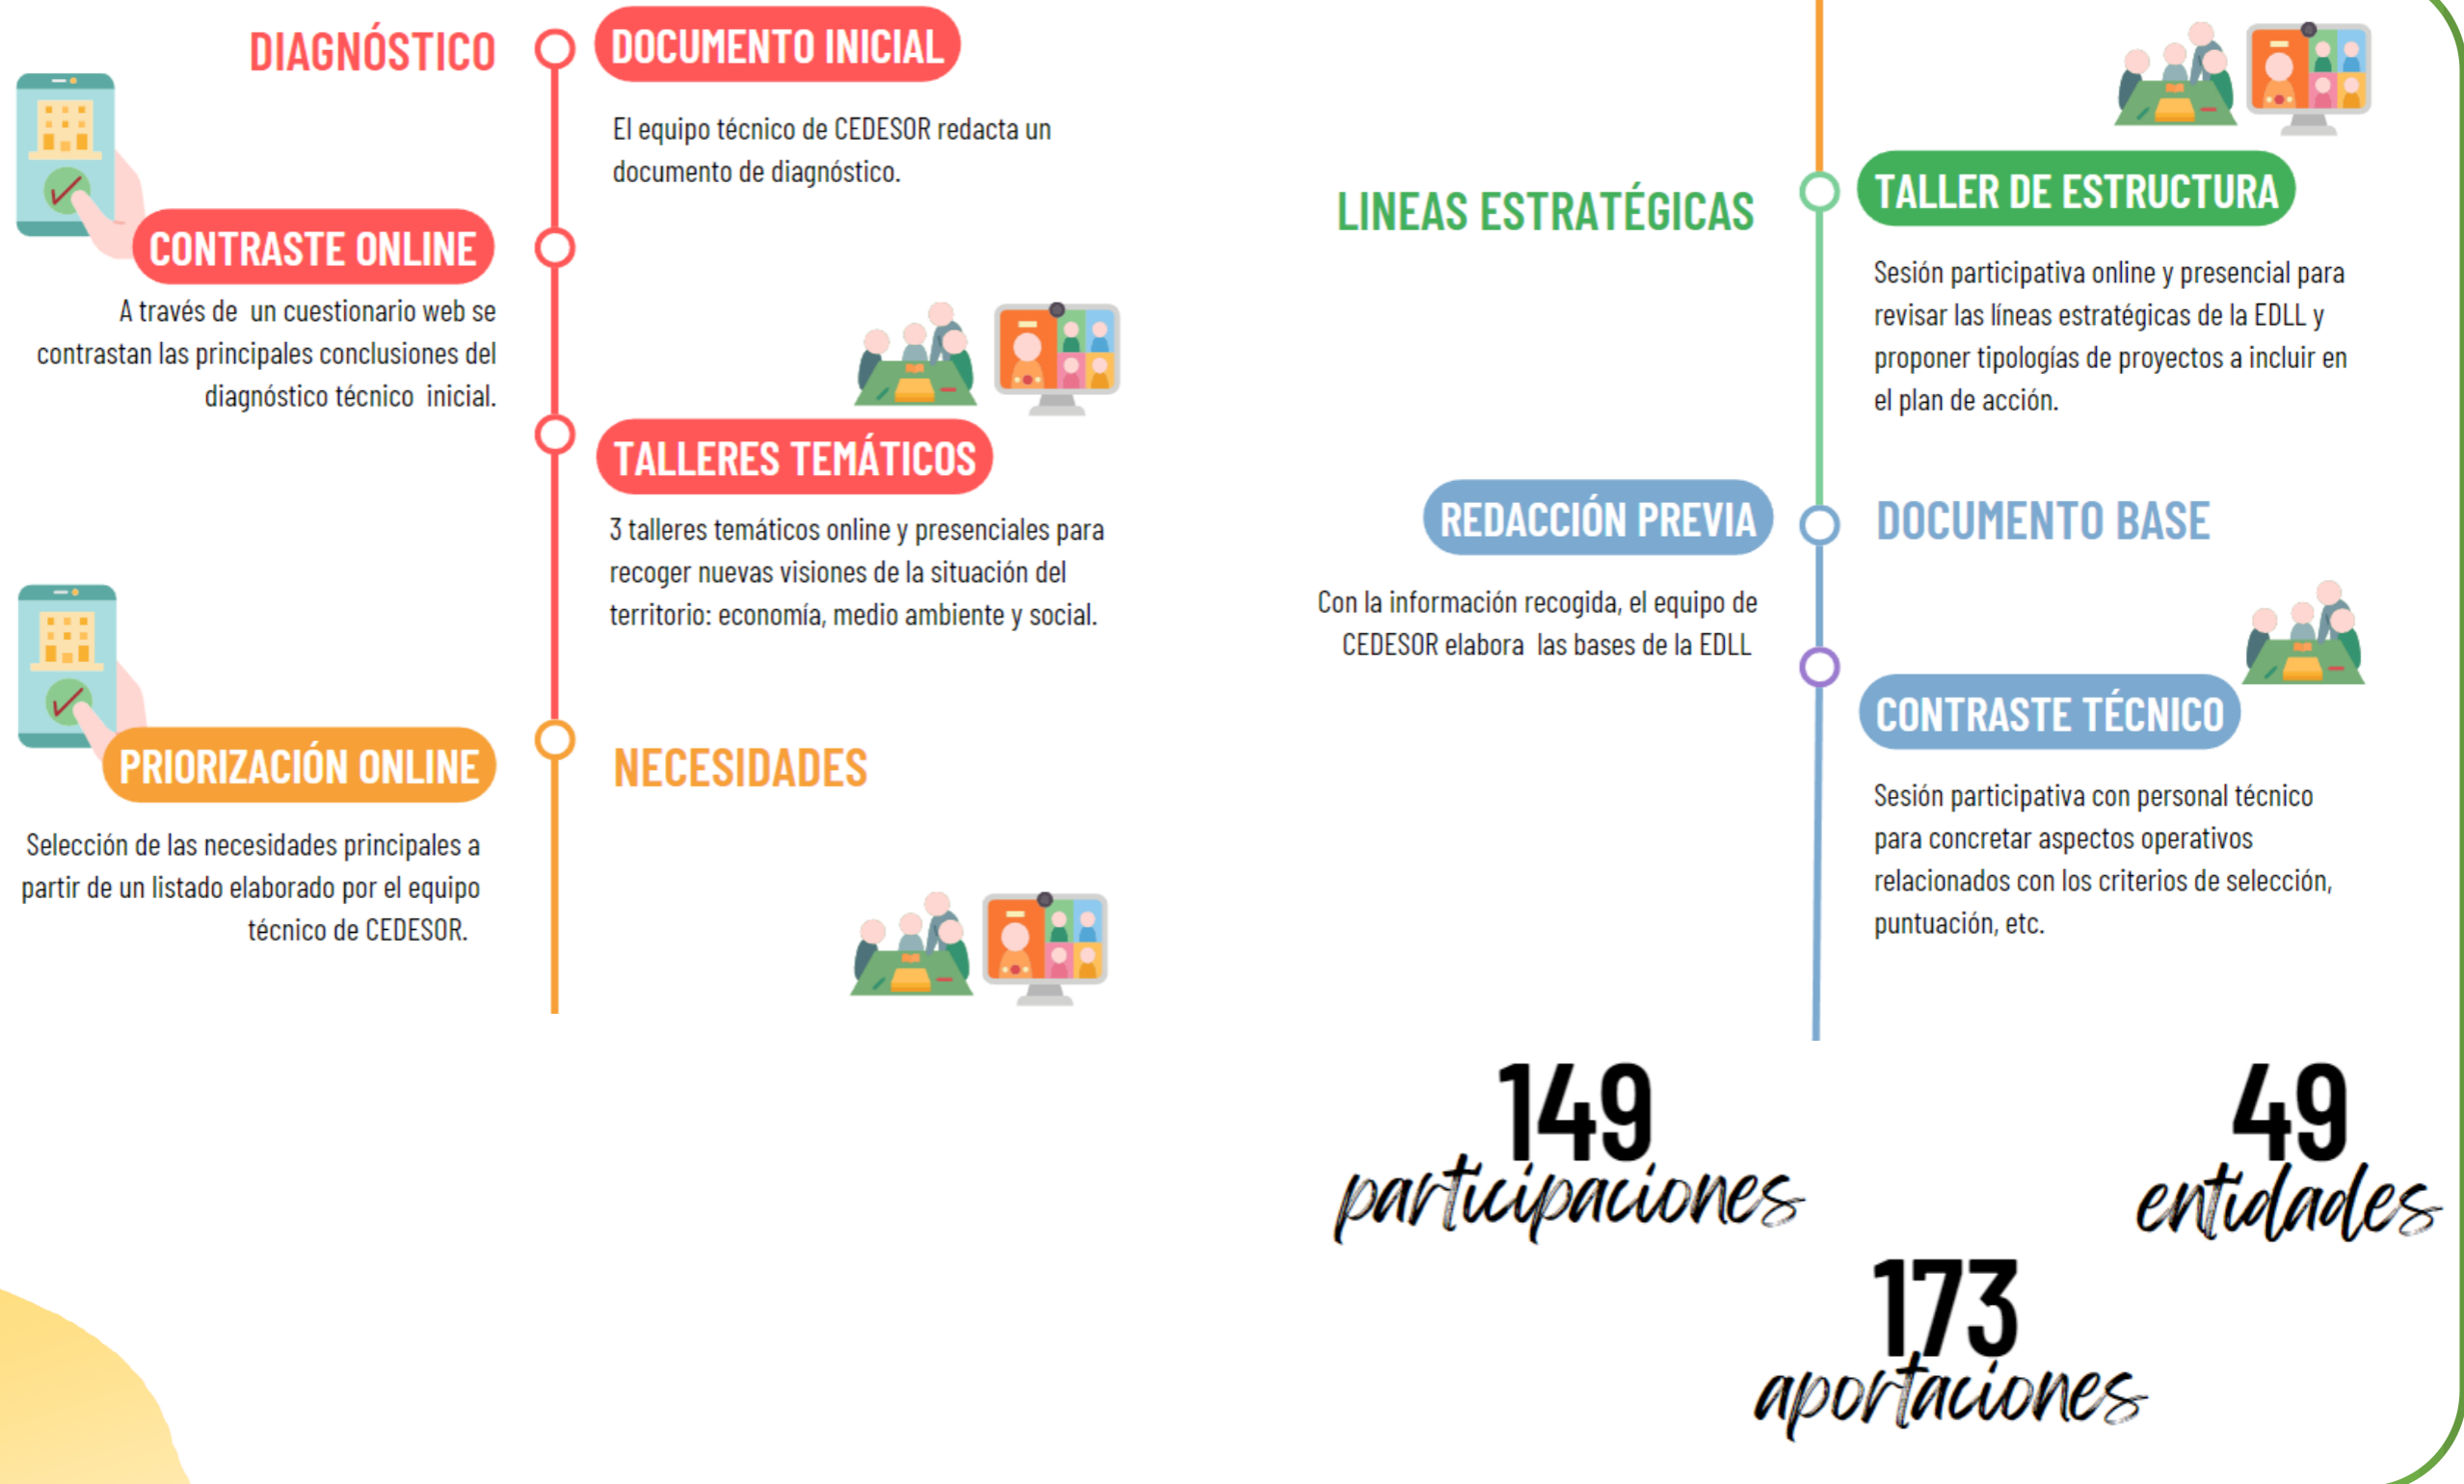 DIAGNÓSTICO
DOCUMENTO INICIAL
El equipo técnico de CEDESOR redacta un
documento de diagnóstico.
CONTRASTE ONLINE
A través de un cuestionario web se
contrastan las principales conclusiones del
diagnóstico técnico inicial.
TALLERES TEMÁTICOS
3 talleres temáticos online y presenciales para
recoger nuevas visiones de la situación del
territorio: economía, medio ambiente y social.
PRIORIZACIÓN ONLINE
NECESIDADES
Selección de las necesidades principales a
partir de un listado elaborado por el equipo
técnico de CEDESOR.
LINEAS ESTRATÉGICAS
TALLER DE ESTRUCTURA
Sesión participativa online y presencial para
revisar las líneas estratégicas de la EDLL y
proponer tipologías de proyectos a incluir en
el plan de acción.
REDACCIÓN PREVIA
DOCUMENTO BASE
Con la información recogida, el equipo de
CEDESOR elabora las bases de la EDLL
CONTRASTE TÉCNICO
Sesión participativa con personal técnico
para concretar aspectos operativos
relacionados con los criterios de selección,
puntuación, etc.
149
participaciones
49
entidades
173
aportaciones